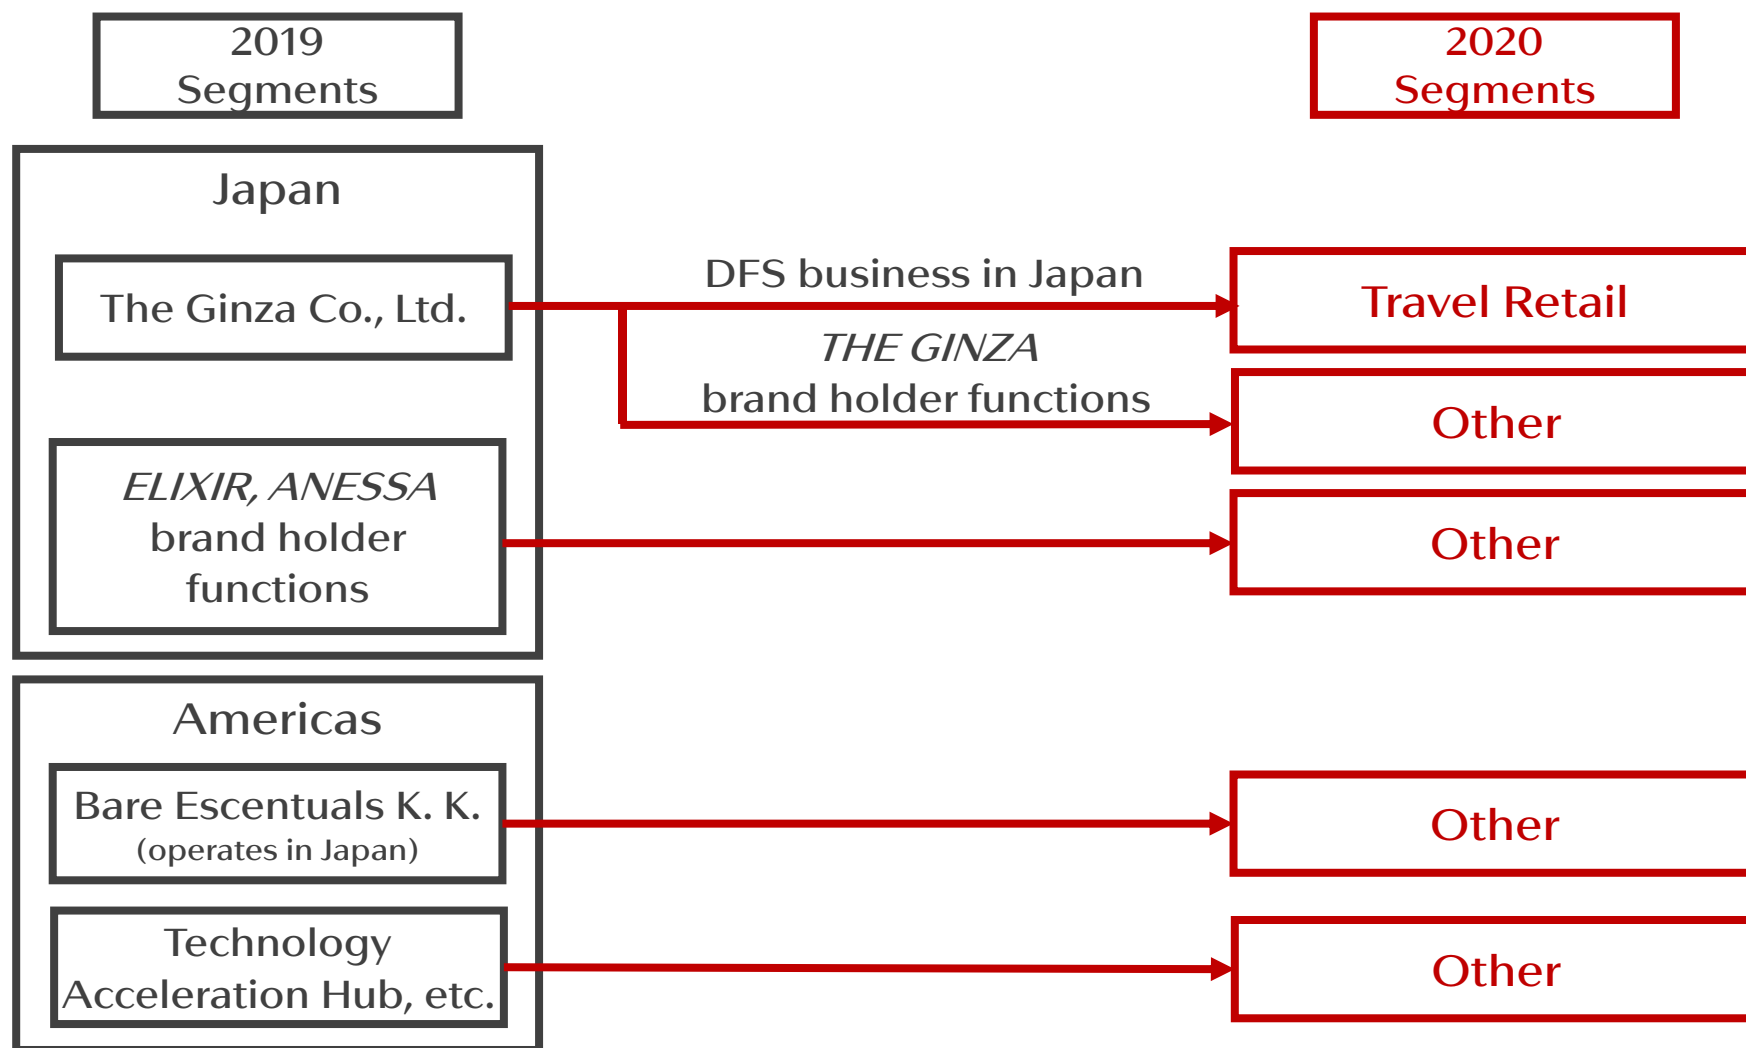 2019
Segments
2020
Segments
Japan
The Ginza Co., Ltd.
DFS business in Japan
Travel Retail
THE GINZA
brand holder functions
Other
ELIXIR, ANESSA
brand holder
functions
Other
Americas
Bare Escentuals K. K.
(operates in Japan)
Other
Technology
Acceleration Hub, etc.
Other